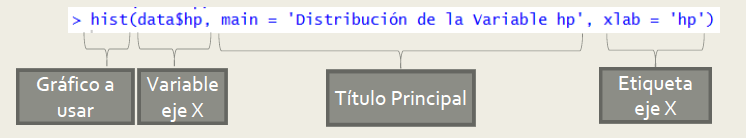 > hist(data$hp, main = 'Distribución de la Variable hp', xlab = 'hp')
Gráfico a
usar
Variable
eje X
Título Principal
Etiqueta
eje X